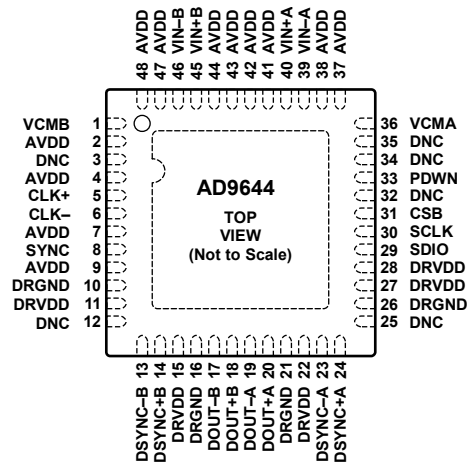 48 AVDD
47 AVDD
46 VIN–B
45 VIN+B
44 AVDD
43 AVDD
42 AVDD
41 AVDD
40 VIN+A
39 VIN–A
38 AVDD
37 AVDD
VCMB 1
AVDD 2
DNC 3
AVDD 4
CLK+ 5
CLK– 6
AVDD 7
SYNC 8
AVDD 9
DRGND 10
DRVDD 11
DNC 12
AD9644
TOP
VIEW
(Not to Scale)
36 VCMA
35 DNC
34 DNC
33 PDWN
32 DNC
31 CSB
30 SCLK
29 SDIO
28 DRVDD
27 DRVDD
26 DRGND
25 DNC
DSYNC–B 13
DSYNC+B 14
DRVDD 15
DRGND 16
DOUT–B 17
DOUT+B 18
DOUT–A 19
DOUT+A 20
DRGND 21
DRVDD 22
DSYNC–A 23
DSYNC+A 24